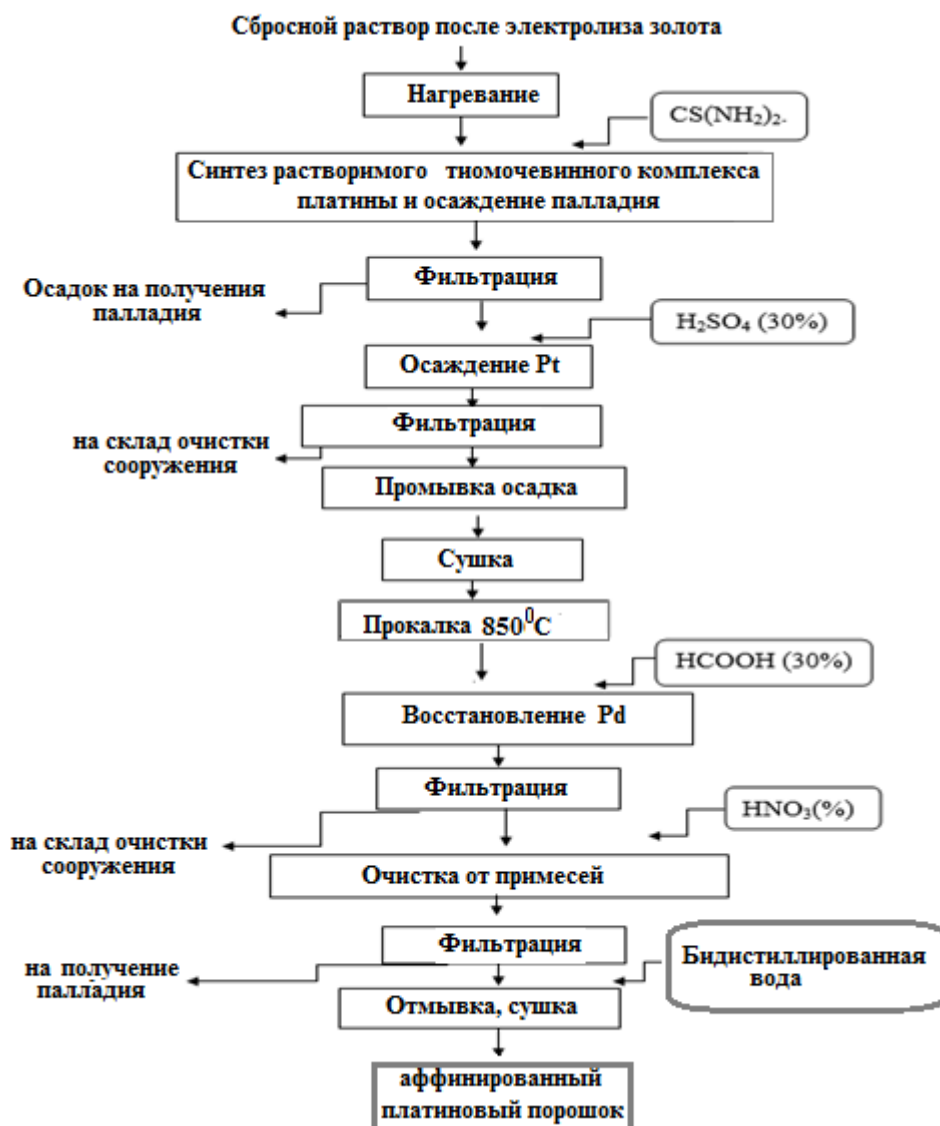 Сбросной раствор после электролиза золота
Нагревание
CS(NH₂)₂.
Синтез растворимого тиомочевинного комплекса
платины и осаждение палладия
Фильтрация
Осадок на получения
палладия
H₂SO₄ (30%)
Осаждение Pt
Фильтрация
на склад очистки
сооружения
Промывка осадка
Сушка
Прокалка 850⁰C
HCOOH (30%)
Восстановление Pd
Фильтрация
HNO₃(%)
на склад очистки
сооружения
Очистка от примесей
Фильтрация
на получение
палладия
Бидистиллированная
вода
Отмывка, сушка
аффинированный
платиновый порошок